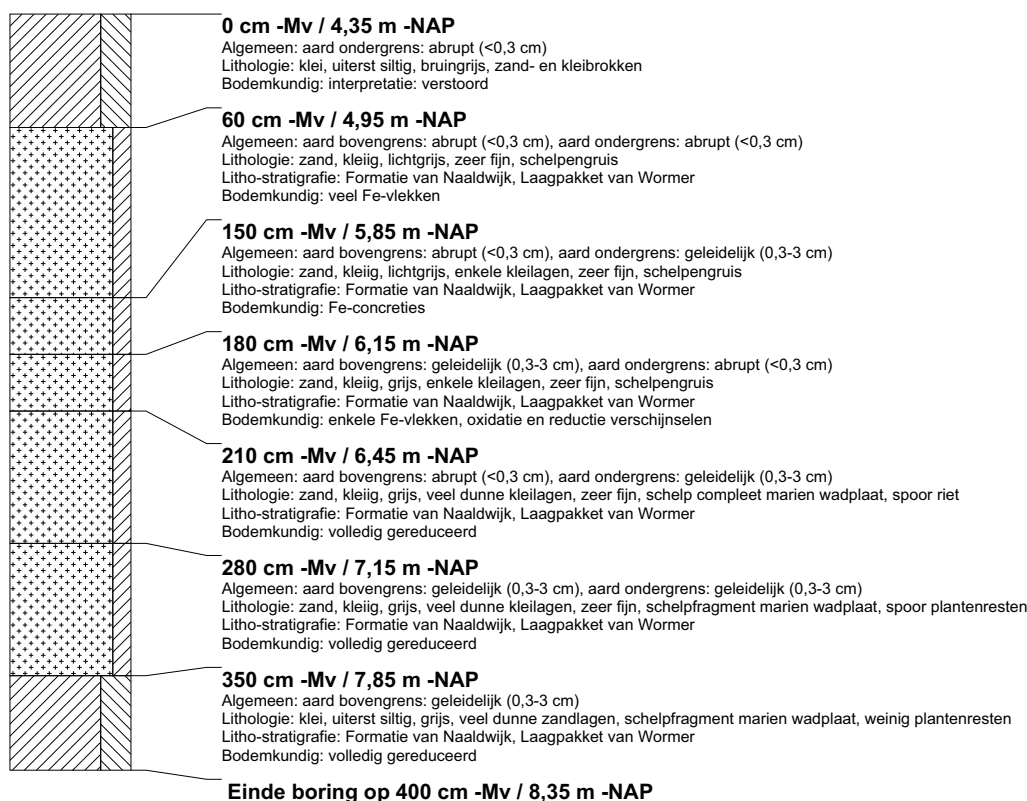 0 cm -Mv / 4,35 m -NAP
Algemeen: aard ondergrens: abrupt (<0,3 cm)
Lithologie: klei, uiterst siltig, bruingrijs, zand- en kleibrokken
Bodemkundig: interpretatie: verstoord
60 cm -Mv / 4,95 m -NAP
Algemeen: aard bovengrens: abrupt (<0,3 cm), aard ondergrens: abrupt (<0,3 cm)
Lithologie: zand, kleiig, lichtgrijs, zeer fijn, schelpengruis
Litho-stratigrafie: Formatie van Naaldwijk, Laagpakket van Wormer
Bodemkundig: veel Fe-vlekken
150 cm -Mv / 5,85 m -NAP
Algemeen: aard bovengrens: abrupt (<0,3 cm), aard ondergrens: geleidelijk (0,3-3 cm)
Lithologie: zand, kleiig, lichtgrijs, enkele kleilagen, zeer fijn, schelpengruis
Litho-stratigrafie: Formatie van Naaldwijk, Laagpakket van Wormer
Bodemkundig: Fe-concreties
180 cm -Mv / 6,15 m -NAP
Algemeen: aard bovengrens: geleidelijk (0,3-3 cm), aard ondergrens: abrupt (<0,3 cm)
Lithologie: zand, kleiig, grijs, enkele kleilagen, zeer fijn, schelpengruis
Litho-stratigrafie: Formatie van Naaldwijk, Laagpakket van Wormer
Bodemkundig: enkele Fe-vlekken, oxidatie en reductie verschijnselen
210 cm -Mv / 6,45 m -NAP
Algemeen: aard bovengrens: abrupt (<0,3 cm), aard ondergrens: geleidelijk (0,3-3 cm)
Lithologie: zand, kleiig, grijs, veel dunne kleilagen, zeer fijn, schelp compleet marien wadplaat, spoor riet
Litho-stratigrafie: Formatie van Naaldwijk, Laagpakket van Wormer
Bodemkundig: volledig gereduceerd
280 cm -Mv / 7,15 m -NAP
Algemeen: aard bovengrens: geleidelijk (0,3-3 cm), aard ondergrens: geleidelijk (0,3-3 cm)
Lithologie: zand, kleiig, grijs, veel dunne kleilagen, zeer fijn, schelpfragment marien wadplaat, spoor plantenresten
Litho-stratigrafie: Formatie van Naaldwijk, Laagpakket van Wormer
Bodemkundig: volledig gereduceerd
350 cm -Mv / 7,85 m -NAP
Algemeen: aard bovengrens: geleidelijk (0,3-3 cm)
Lithologie: klei, uiterst siltig, grijs, veel dunne zandlagen, schelpfragment marien wadplaat, weinig plantenresten
Litho-stratigrafie: Formatie van Naaldwijk, Laagpakket van Wormer
Bodemkundig: volledig gereduceerd
Einde boring op 400 cm -Mv / 8,35 m -NAP